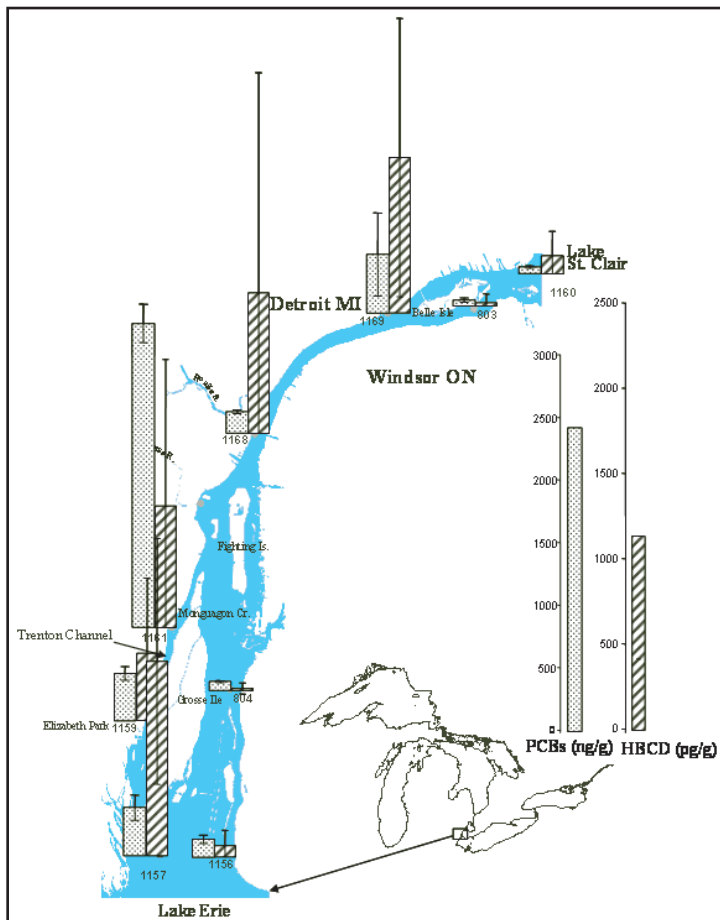 Lake
St. Clair
1160
Detroit MI
1169
Belle Isle
803
2500
3000
Windsor ON
2000
2500
1168
1500
2000
1500
Fighting Is.
1000
1000
Monguagon Cr.
1161
Trenton Channel
500
500
Grosse Ile
804
Elizabeth Park
1159
0
0
PCBs (ng/g)
HBCD (pg/g)
1157
1156
Lake Erie